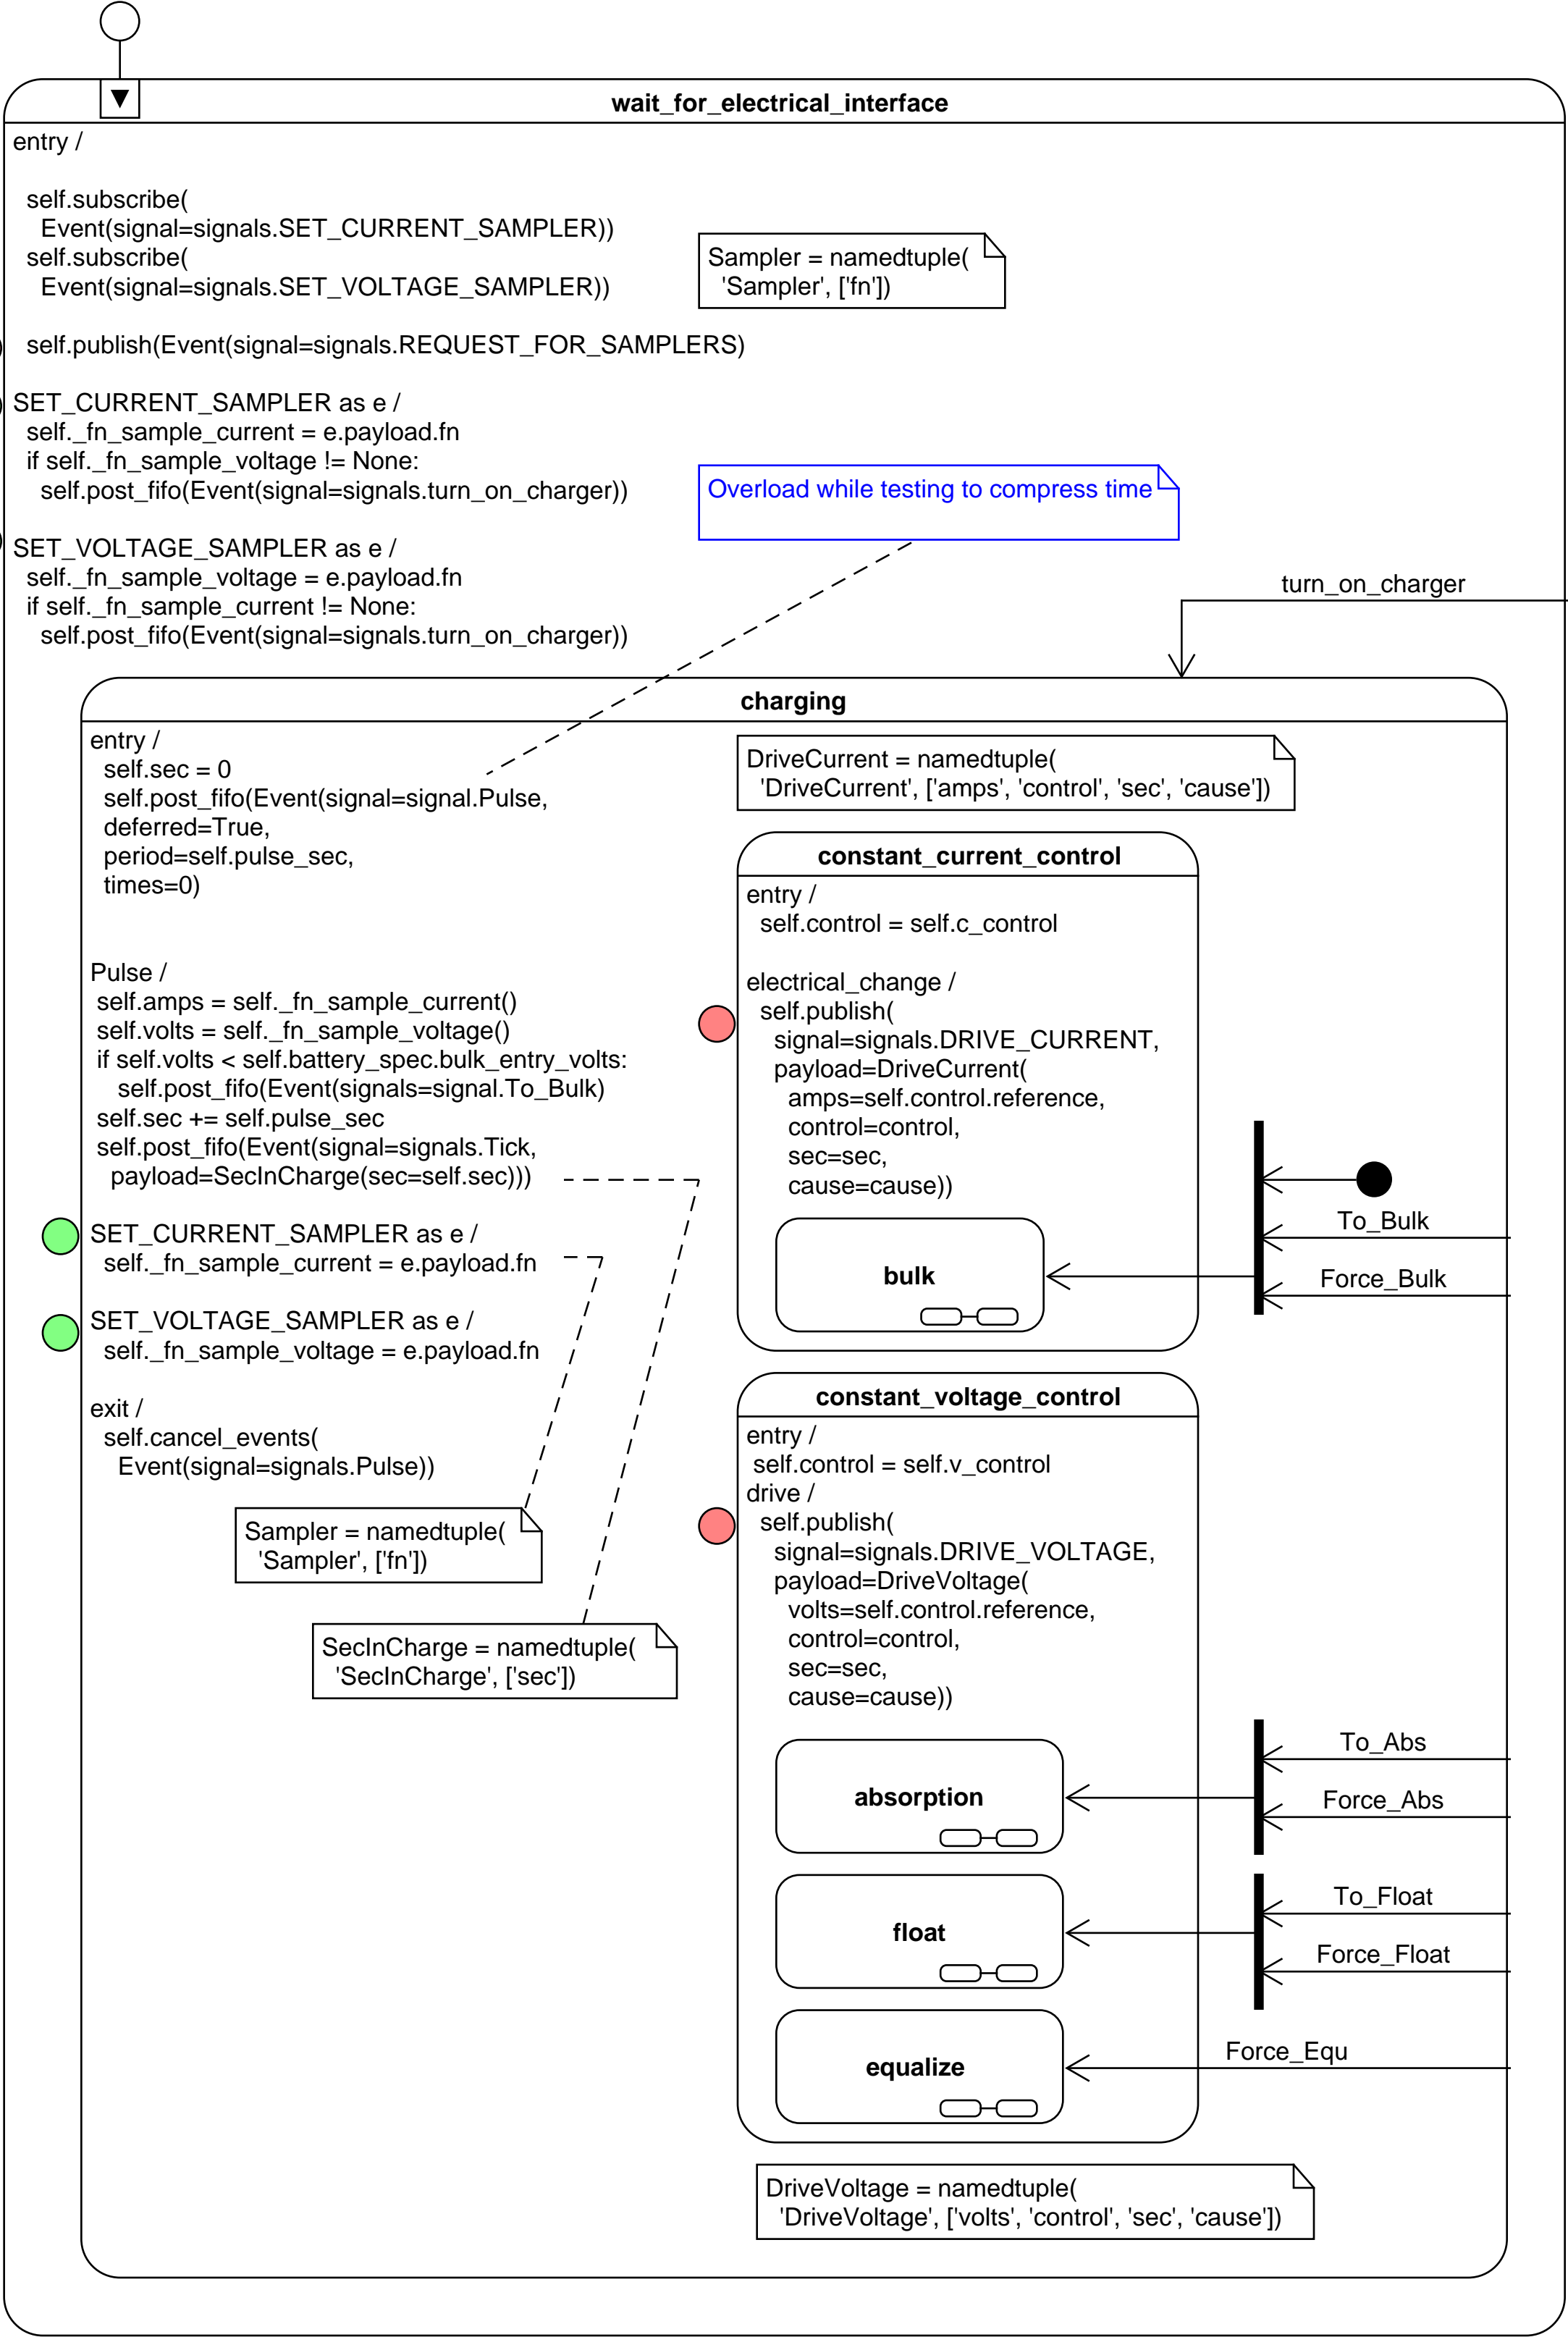 wait_for_electrical_interface
entry /
self.subscribe(
Event(signal=signals.SET_CURRENT_SAMPLER))
self.subscribe(
Event(signal=signals.SET_VOLTAGE_SAMPLER))
self.publish(Event(signal=signals.REQUEST_FOR_SAMPLERS)
Sampler = namedtuple(
'Sampler', ['fn'])
SET_CURRENT_SAMPLER as e /
self._fn_sample_current = e.payload.fn
if self._fn_sample_voltage != None:
self.post_fifo(Event(signal=signals.turn_on_charger))
Overload while testing to compress time
SET_VOLTAGE_SAMPLER as e /
self._fn_sample_voltage = e.payload.fn
if self._fn_sample_current != None:
self.post_fifo(Event(signal=signals.turn_on_charger))
turn_on_charger
charging
entry /
self.sec = 0
self.post_fifo(Event(signal=signal.Pulse,
deferred=True,
period=self.pulse_sec,
times=0)
Pulse /
self.amps = self._fn_sample_current()
self.volts = self._fn_sample_voltage()
if self.volts < self.battery_spec.bulk_entry_volts:
self.post_fifo(Event(signals=signal.To_Bulk)
self.sec += self.pulse_sec
self.post_fifo(Event(signal=signals.Tick,
payload=SecInCharge(sec=self.sec)))
SET_CURRENT_SAMPLER as e /
self._fn_sample_current = e.payload.fn
SET_VOLTAGE_SAMPLER as e /
self._fn_sample_voltage = e.payload.fn
exit /
self.cancel_events(
Event(signal=signals.Pulse))
Sampler = namedtuple(
'Sampler', ['fn'])
SecInCharge = namedtuple(
'SecInCharge', ['sec'])
DriveCurrent = namedtuple(
'DriveCurrent', ['amps', 'control', 'sec', 'cause'])
constant_current_control
entry /
self.control = self.c_control
electrical_change /
self.publish(
signal=signals.DRIVE_CURRENT,
payload=DriveCurrent(
amps=self.control.reference,
control=control,
sec=sec,
cause=cause))
bulk
To_Bulk
Force_Bulk
constant_voltage_control
entry /
self.control = self.v_control
drive /
self.publish(
signal=signals.DRIVE_VOLTAGE,
payload=DriveVoltage(
volts=self.control.reference,
control=control,
sec=sec,
cause=cause))
absorption
To_Abs
Force_Abs
float
To_Float
Force_Float
equalize
Force_Equ
DriveVoltage = namedtuple(
'DriveVoltage', ['volts', 'control', 'sec', 'cause'])